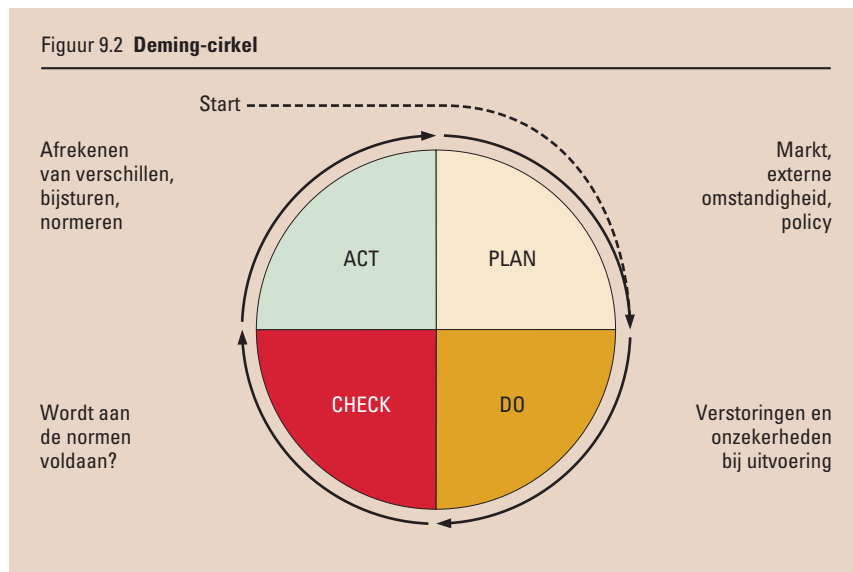 Figuur 9.2 Deming-cirkel
Start
Afrekenen
van verschillen,
bijsturen,
normeren
Markt,
externe
omstandigheid,
policy
ACT
PLAN
CHECK
DO
Wordt aan
de normen
voldaan?
Verstoringen en
onzekerheden
bij uitvoering